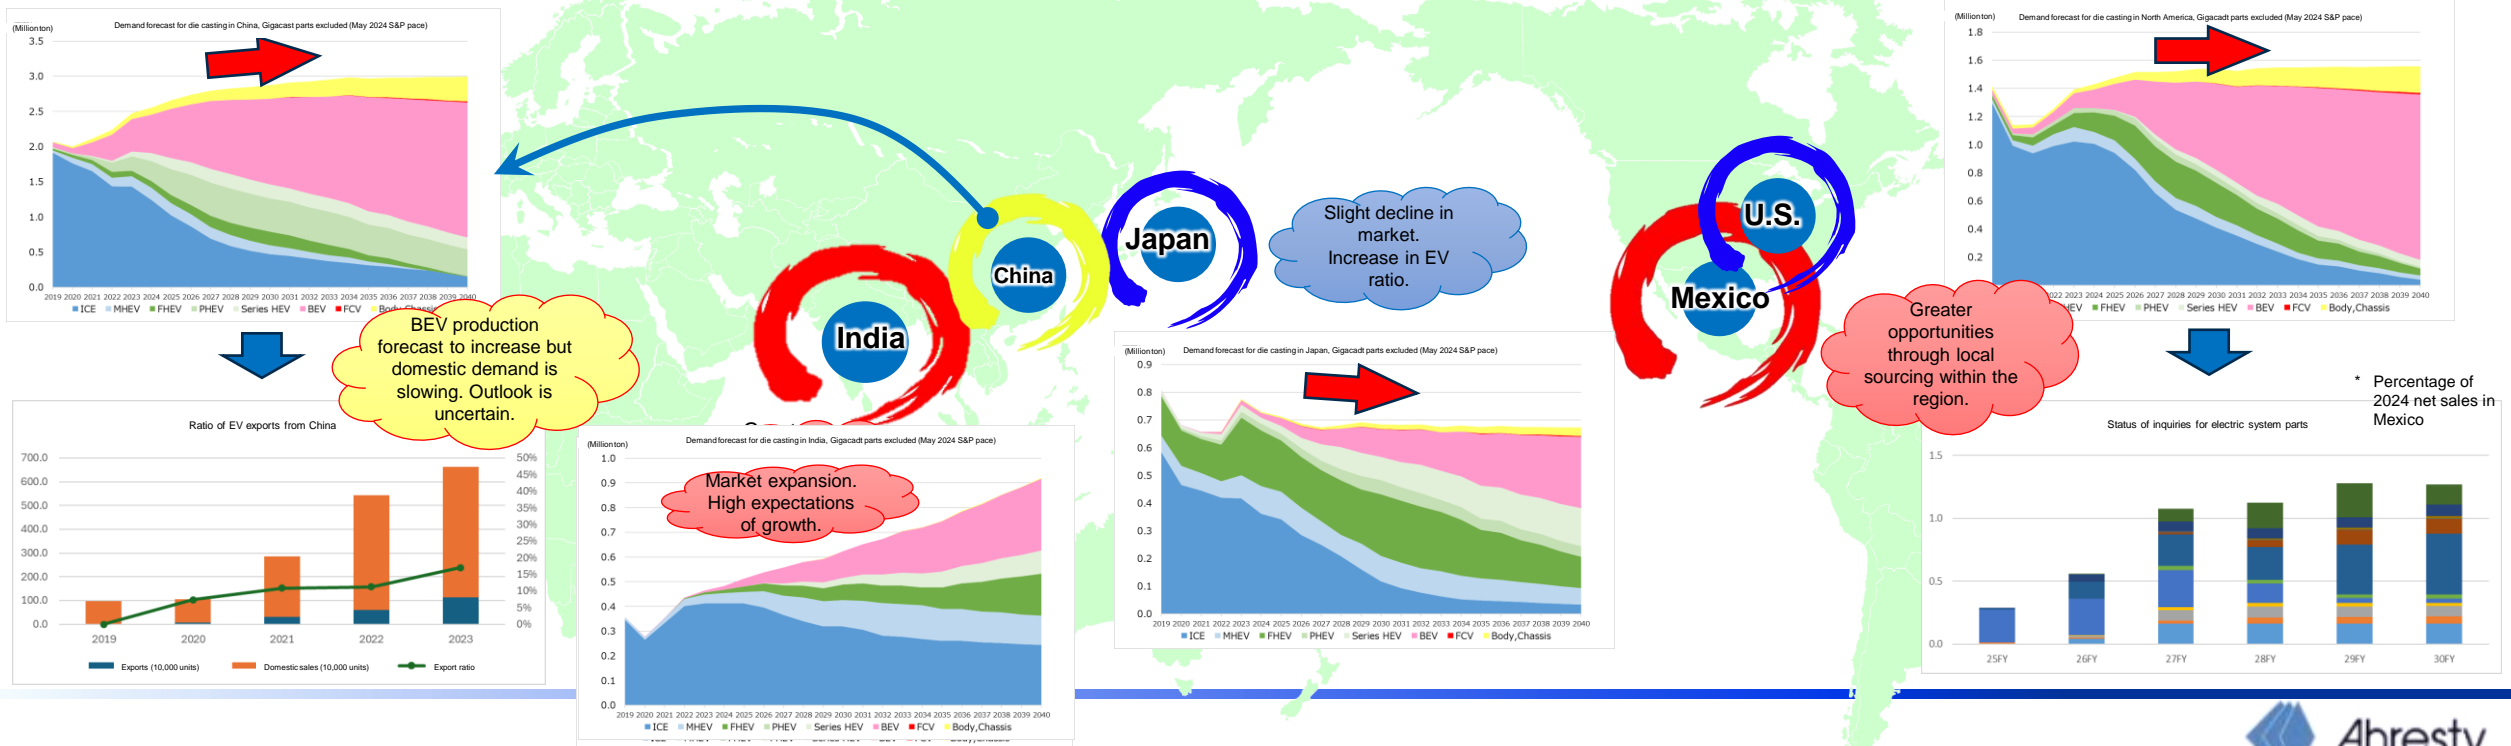 Demand forecast for die casting in China, Gigacast parts excluded (May 2024 S&P pace)
(Million ton)
3.5
3.0
2.5
2.0
1.5
1.0
0.5
0.0
2019 2020 2021 2022 2023 2024 2025 2026 2027 2028 2029 2030 2031 2032 2033 2034 2035 2036 2037 2038 2039 2040
ICE MHEV FHEV PHEV Series HEV BEV FCV Body,Chassis
BEV production
forecast to increase but
domestic demand is
slowing. Outlook is
uncertain.
Ratio of EV exports from China
700.0
600.0
500.0
400.0
300.0
200.0
100.0
0.0
50%
45%
40%
35%
30%
25%
20%
15%
10%
5%
0%
2019 2020 2021 2022 2023
Exports (10,000 units) Domestic sales (10,000 units) Export ratio
India
China
Japan
Slight decline in
market.
Increase in EV
ratio.
U.S.
Mexico
(Million ton)
Demand forecast for die casting in India, Gigacadt parts excluded (May 2024 S&P pace)
1.0
0.9
0.8
0.7
0.6
0.5
0.4
0.3
0.2
0.1
0.0
Market expansion.
High expectations
of growth.
2019 2020 2021 2022 2023 2024 2025 2026 2027 2028 2029 2030 2031 2032 2033 2034 2035 2036 2037 2038 2039 2040
ICE MHEV FHEV PHEV Series HEV BEV FCV Body,Chassis
(Million ton)
Demand forecast for die casting in Japan, Gigacadt parts excluded (May 2024 S&P pace)
0.9
0.8
0.7
0.6
0.5
0.4
0.3
0.2
0.1
0.0
2019 2020 2021 2022 2023 2024 2025 2026 2027 2028 2029 2030 2031 2032 2033 2034 2035 2036 2037 2038 2039 2040
ICE MHEV FHEV PHEV Series HEV BEV FCV Body,Chassis
(Million ton)
Demand forecast for die casting in North America, Gigacadt parts excluded (May 2024 S&P pace)
1.8
1.6
1.4
1.2
1.0
0.8
0.6
0.4
0.2
2022 2023 2024 2025 2026 2027 2028 2029 2030 2031 2032 2033 2034 2035 2036 2037 2038 2039 2040
FHEV PHEV Series HEV BEV FCV Body,Chassis
Greater
opportunities
through local
sourcing within the
region.
* Percentage of
2024 net sales in
Mexico
Status of inquiries for electric system parts
1.5
1.0
0.5
0.0
25FY 26FY 27FY 28FY 29FY 30FY
Abresty